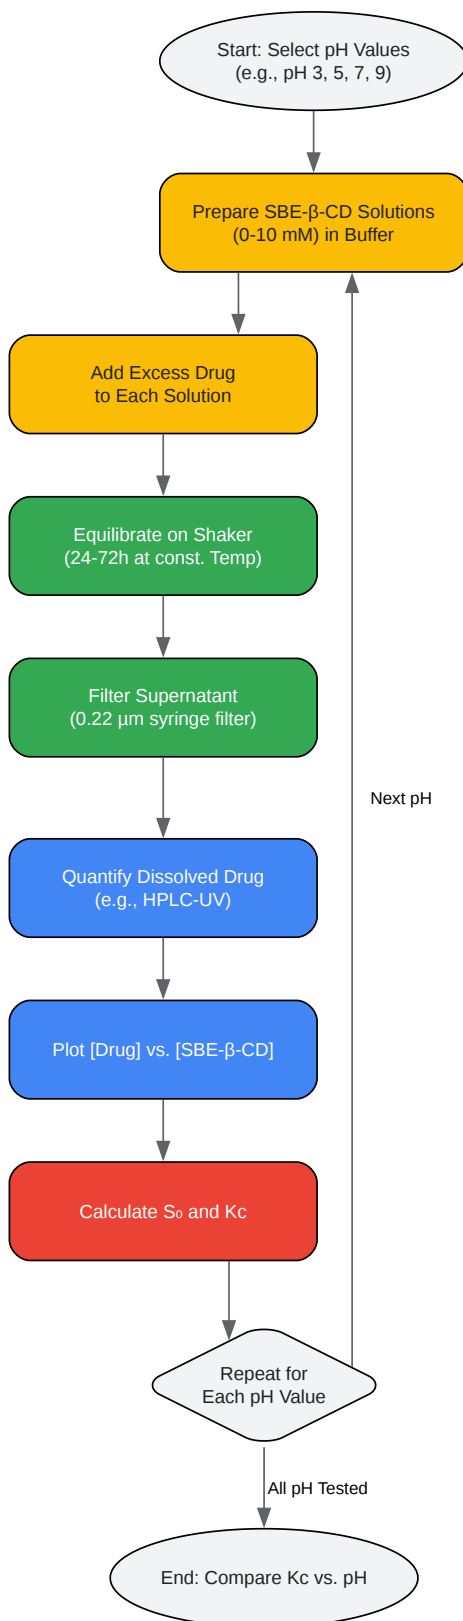 Start: Select pH Values
(e.g., pH 3, 5, 7, 9)
Prepare SBE-β-CD Solutions
(0-10 mM) in Buffer
Add Excess Drug
to Each Solution
Equilibrate on Shaker
(24-72h at const. Temp)
Filter Supernatant
(0.22 µm syringe filter)
Next pH
Quantify Dissolved Drug
(e.g., HPLC-UV)
Plot [Drug] vs. [SBE-β-CD]
Calculate S₀ and Kc
Repeat for
Each pH Value
All pH Tested
End: Compare Kc vs. pH